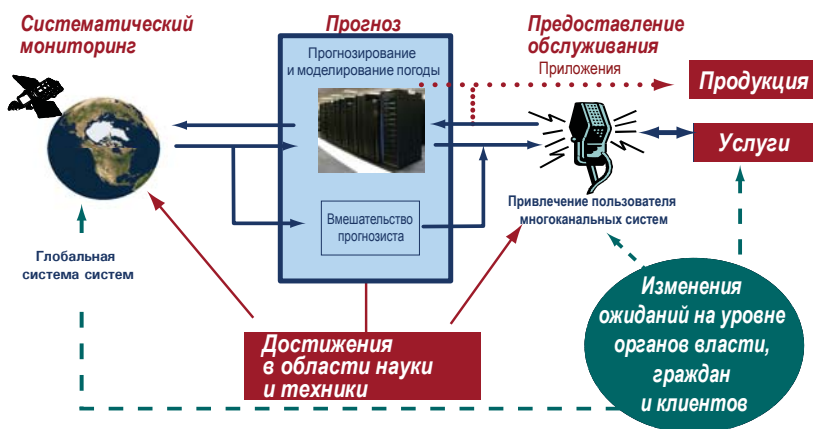 Систематический
мониторинг
Прогноз
Предоставление
обслуживания
Прогнозирование
и моделирование погоды
Приложения
Продукция
Услуги
Привлечение пользователя
многоканальных систем
Вмешательство
прогнозиста
Глобальная
система систем
Достижения
в области науки
и техники
Изменения
ожиданий на уровне
органов власти,
граждан
и клиентов